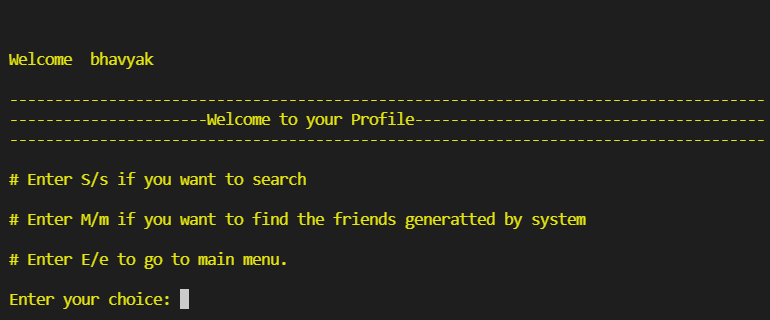 Welcome  bhavyak
------------------------------------------------------------------------------------
----------------------Welcome to your Profile---------------------------------------
------------------------------------------------------------------------------------
# Enter S/s if you want to search
# Enter M/m if you want to find the friends generatted by system
# Enter E/e to go to main menu.
Enter your choice: